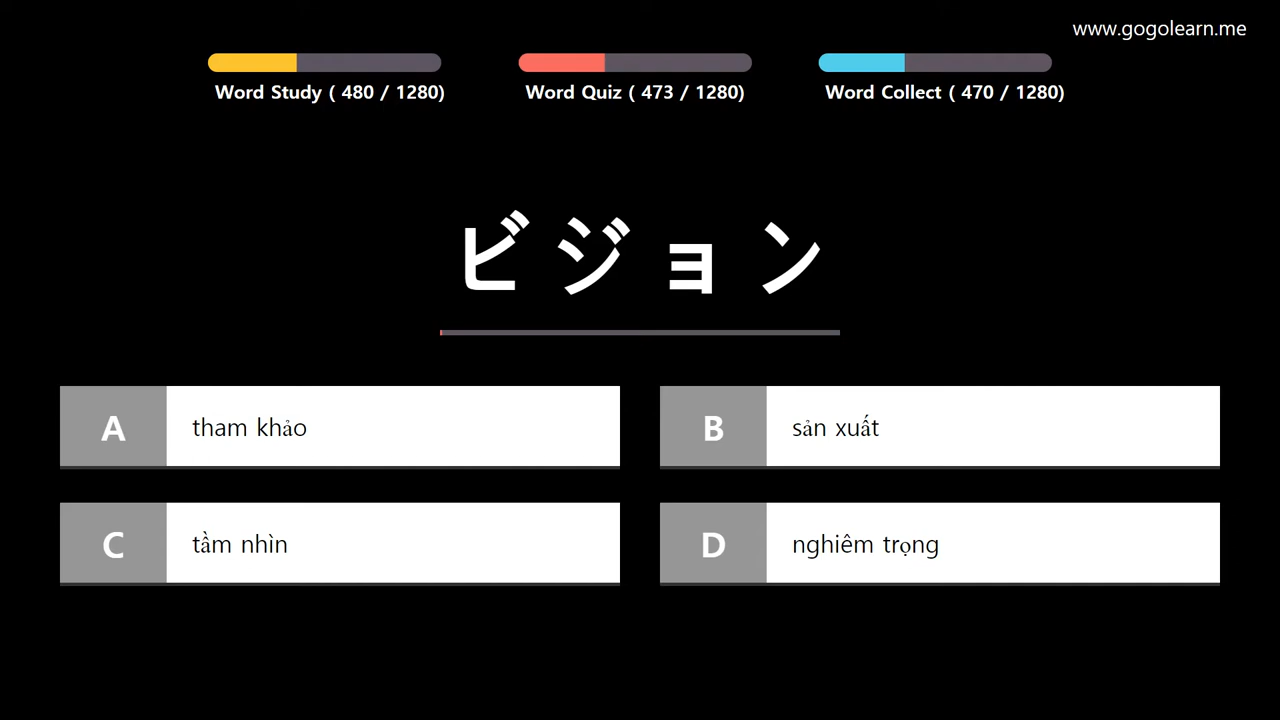 www.gogolearn.me
Word Study ( 480 / 1280)
Word Quiz ( 473 / 1280)
Word Collect ( 470 / 1280)
ビジョン
A tham khảo
B sản xuất
C tầm nhìn
D nghiêm trọng